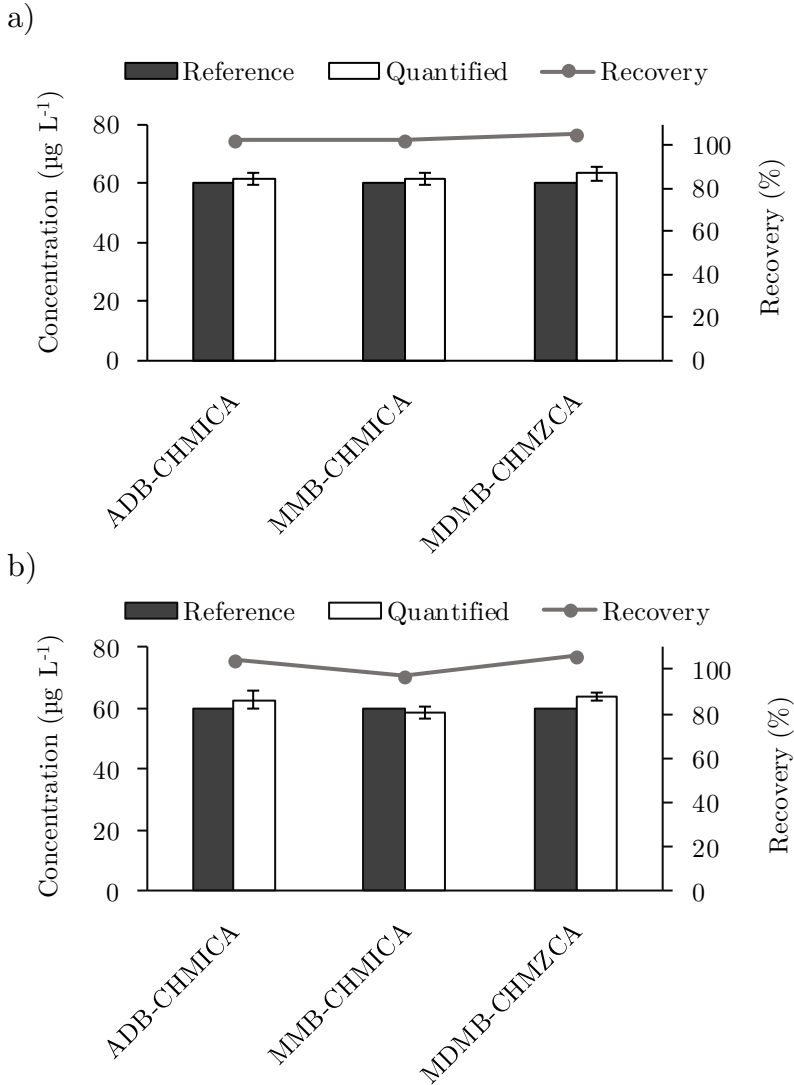 a)
Reference Quantified Recovery
Concentration (µg L-1)
80
60
40
20
0
100
80
60
40
20
0
Recovery (%)
ADB-CHMICA
MMB-CHMICA
MDMB-CHMZCA
b)
Reference Quantified Recovery
Concentration (µg L-1)
80
60
40
20
0
100
80
60
40
20
0
Recovery (%)
ADB-CHMICA
MMB-CHMICA
MDMB-CHMZCA